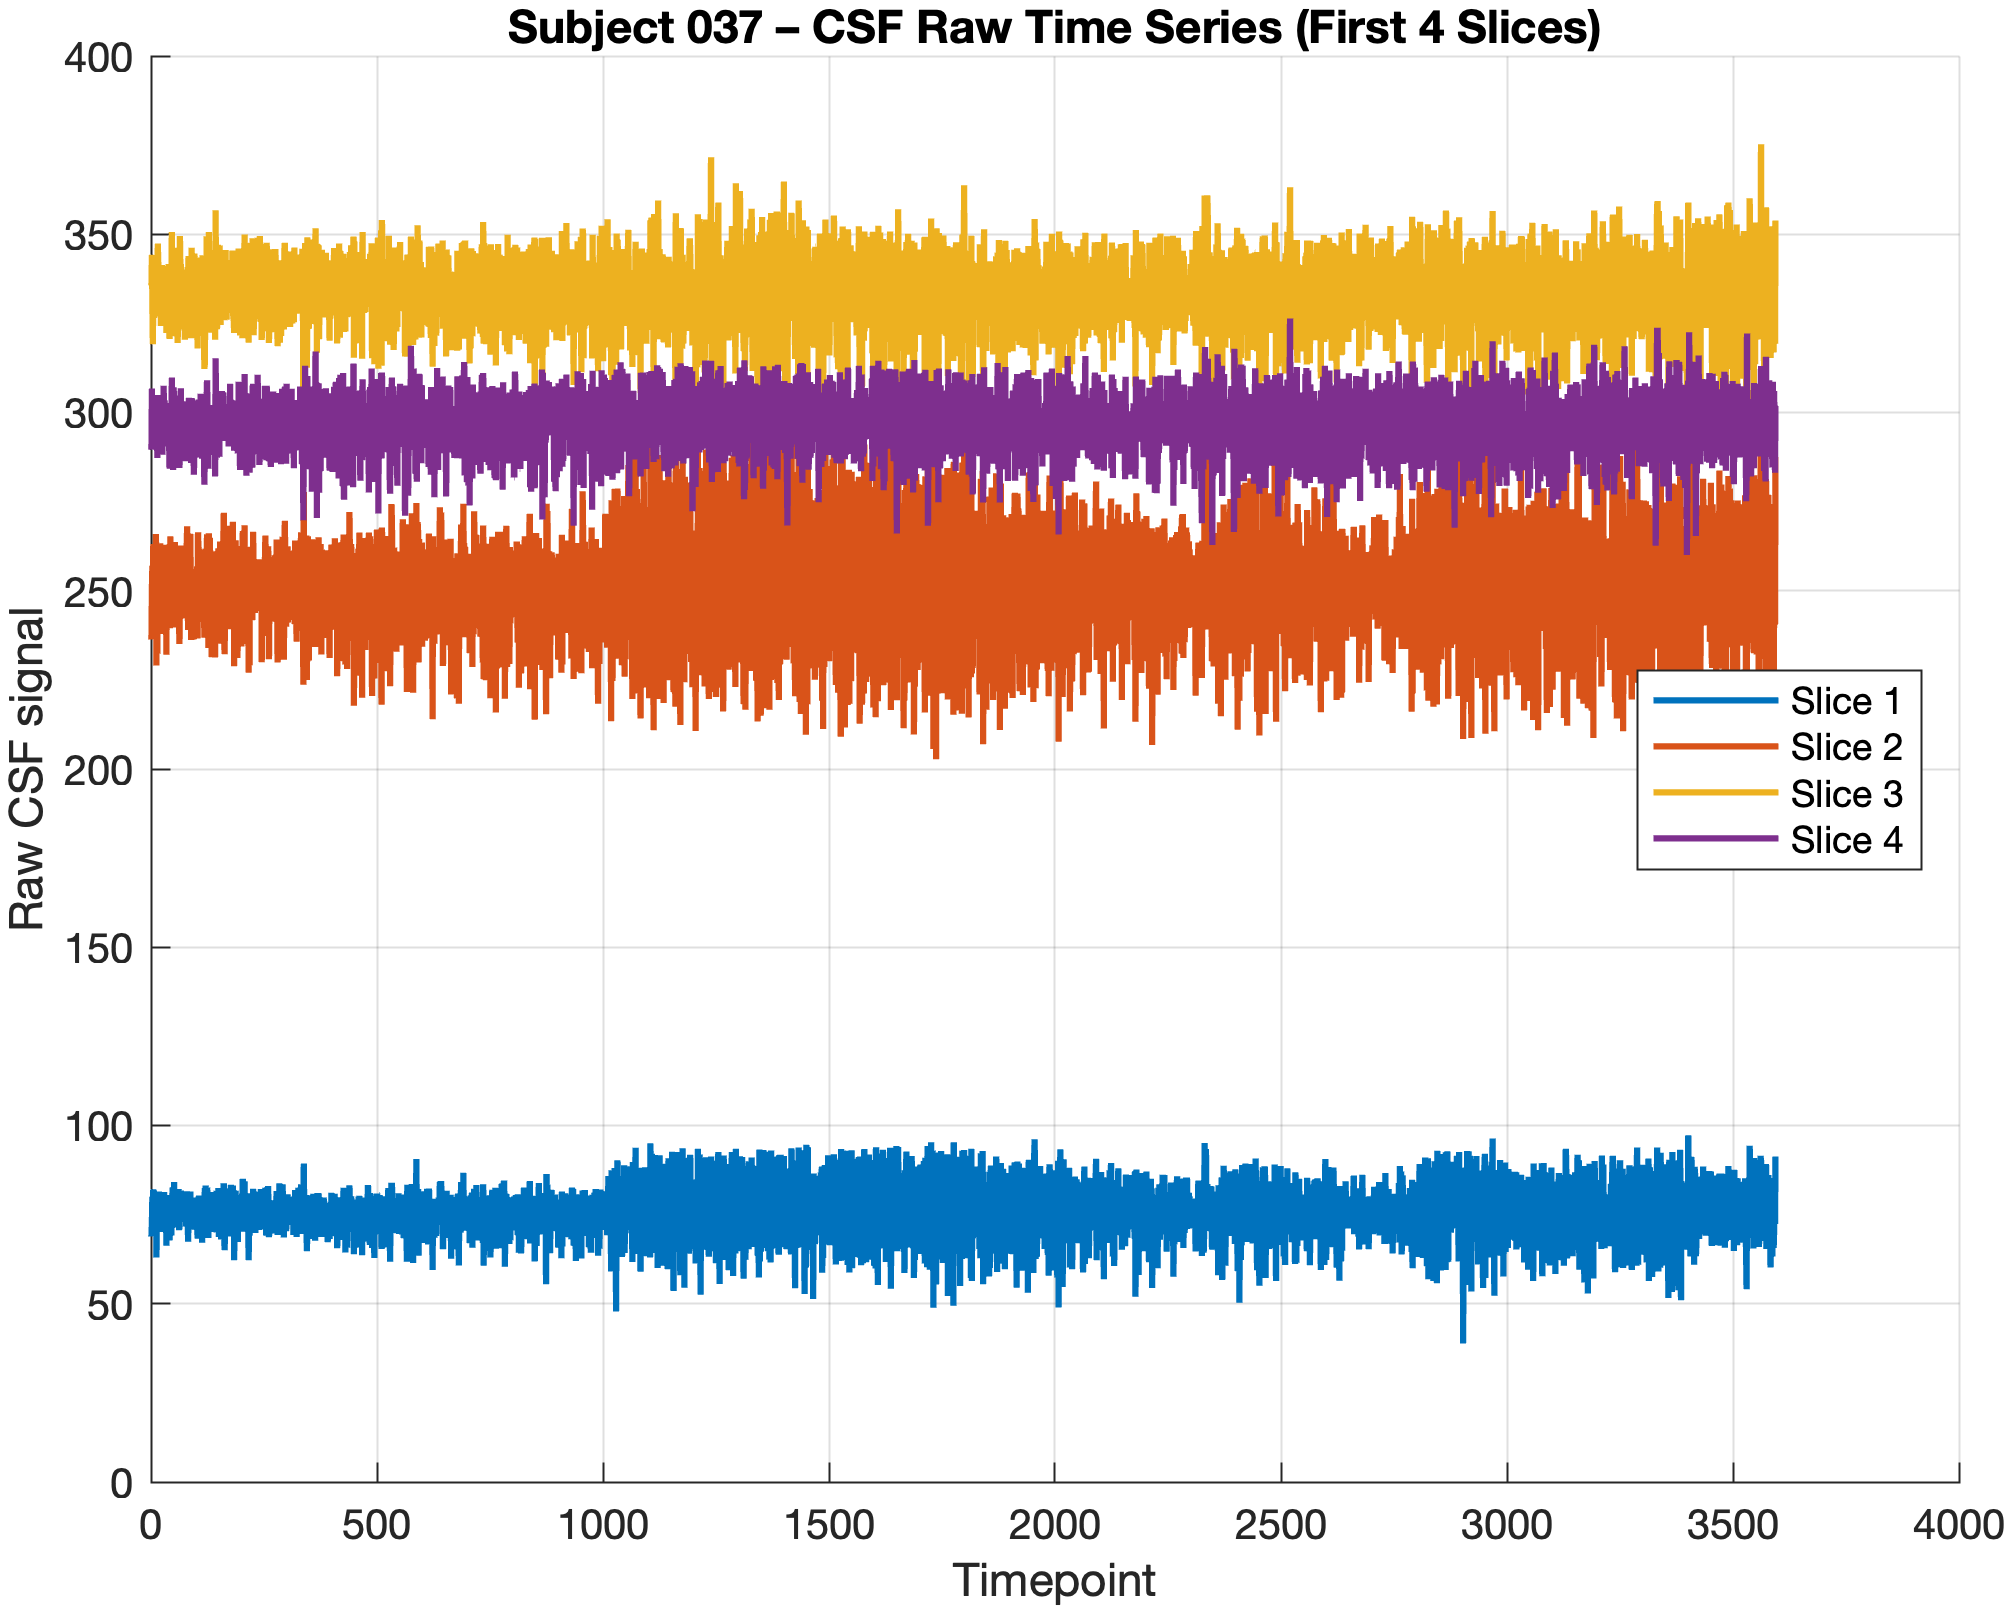 Subject 037 – CSF Raw Time Series (First 4 Slices)
400
350
300
250
200
150
100
50
0
Raw CSF signal
Slice 1
Slice 2
Slice 3
Slice 4
0 500 1000 1500 2000 2500 3000 3500 4000
Timepoint